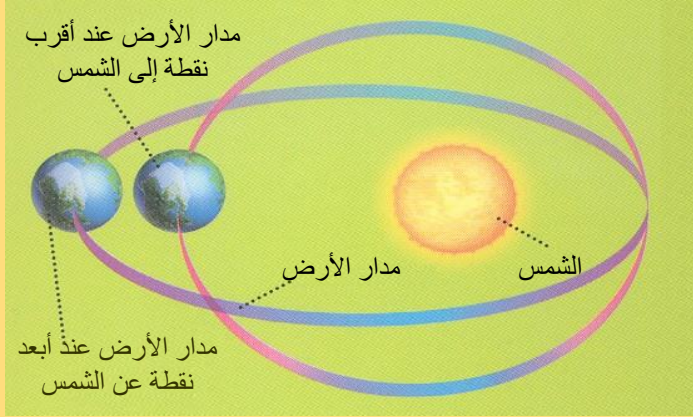 مدار الأرض عند أقرب
نقطة إلى الشمس
الشمس
مدار الأرض
مدار الأرض عند أبعد
نقطة عن الشمس